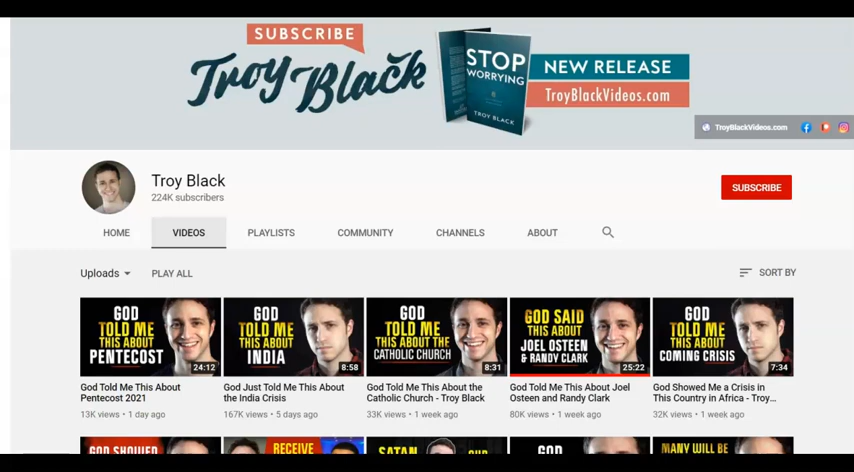 SUBSCRIBE
Troy Black
STOP
WORRYING
TROY BLACK
NEW RELEASE
TroyBlackVideos.com
TroyBlackVideos.com
Troy Black
224K subscribers
SUBSCRIBE
HOME
VIDEOS
PLAYLISTS
COMMUNITY
CHANNELS
ABOUT
Uploads
PLAY ALL
SORT BY
GOD
TOLD ME
THIS ABOUT
PENTECOST
24:12
GOD
TOLD ME
THIS ABOUT
INDIA
8:58
GOD
TOLD ME
THIS ABOUT THE
CATHOLIC CHURCH
8:31
GOD SAID
THIS ABOUT
JOEL OSTEEN
& RANDY CLARK
25:22
GOD
TOLD ME
THIS ABOUT
COMING CRISIS
7:34
God Told Me This About
Pentecost 2021
13K views • 1 day ago
God Just Told Me This About
the India Crisis
167K views • 5 days ago
God Told Me This About the
Catholic Church - Troy Black
33K views • 1 week ago
God Told Me This About Joel
Osteen and Randy Clark
80K views • 1 week ago
God Showed Me a Crisis in
This Country in Africa - Troy...
32K views • 1 week ago
GOD SHOWED
RECEIVE
SATAN
OUR
GOD
MANY WILL BE